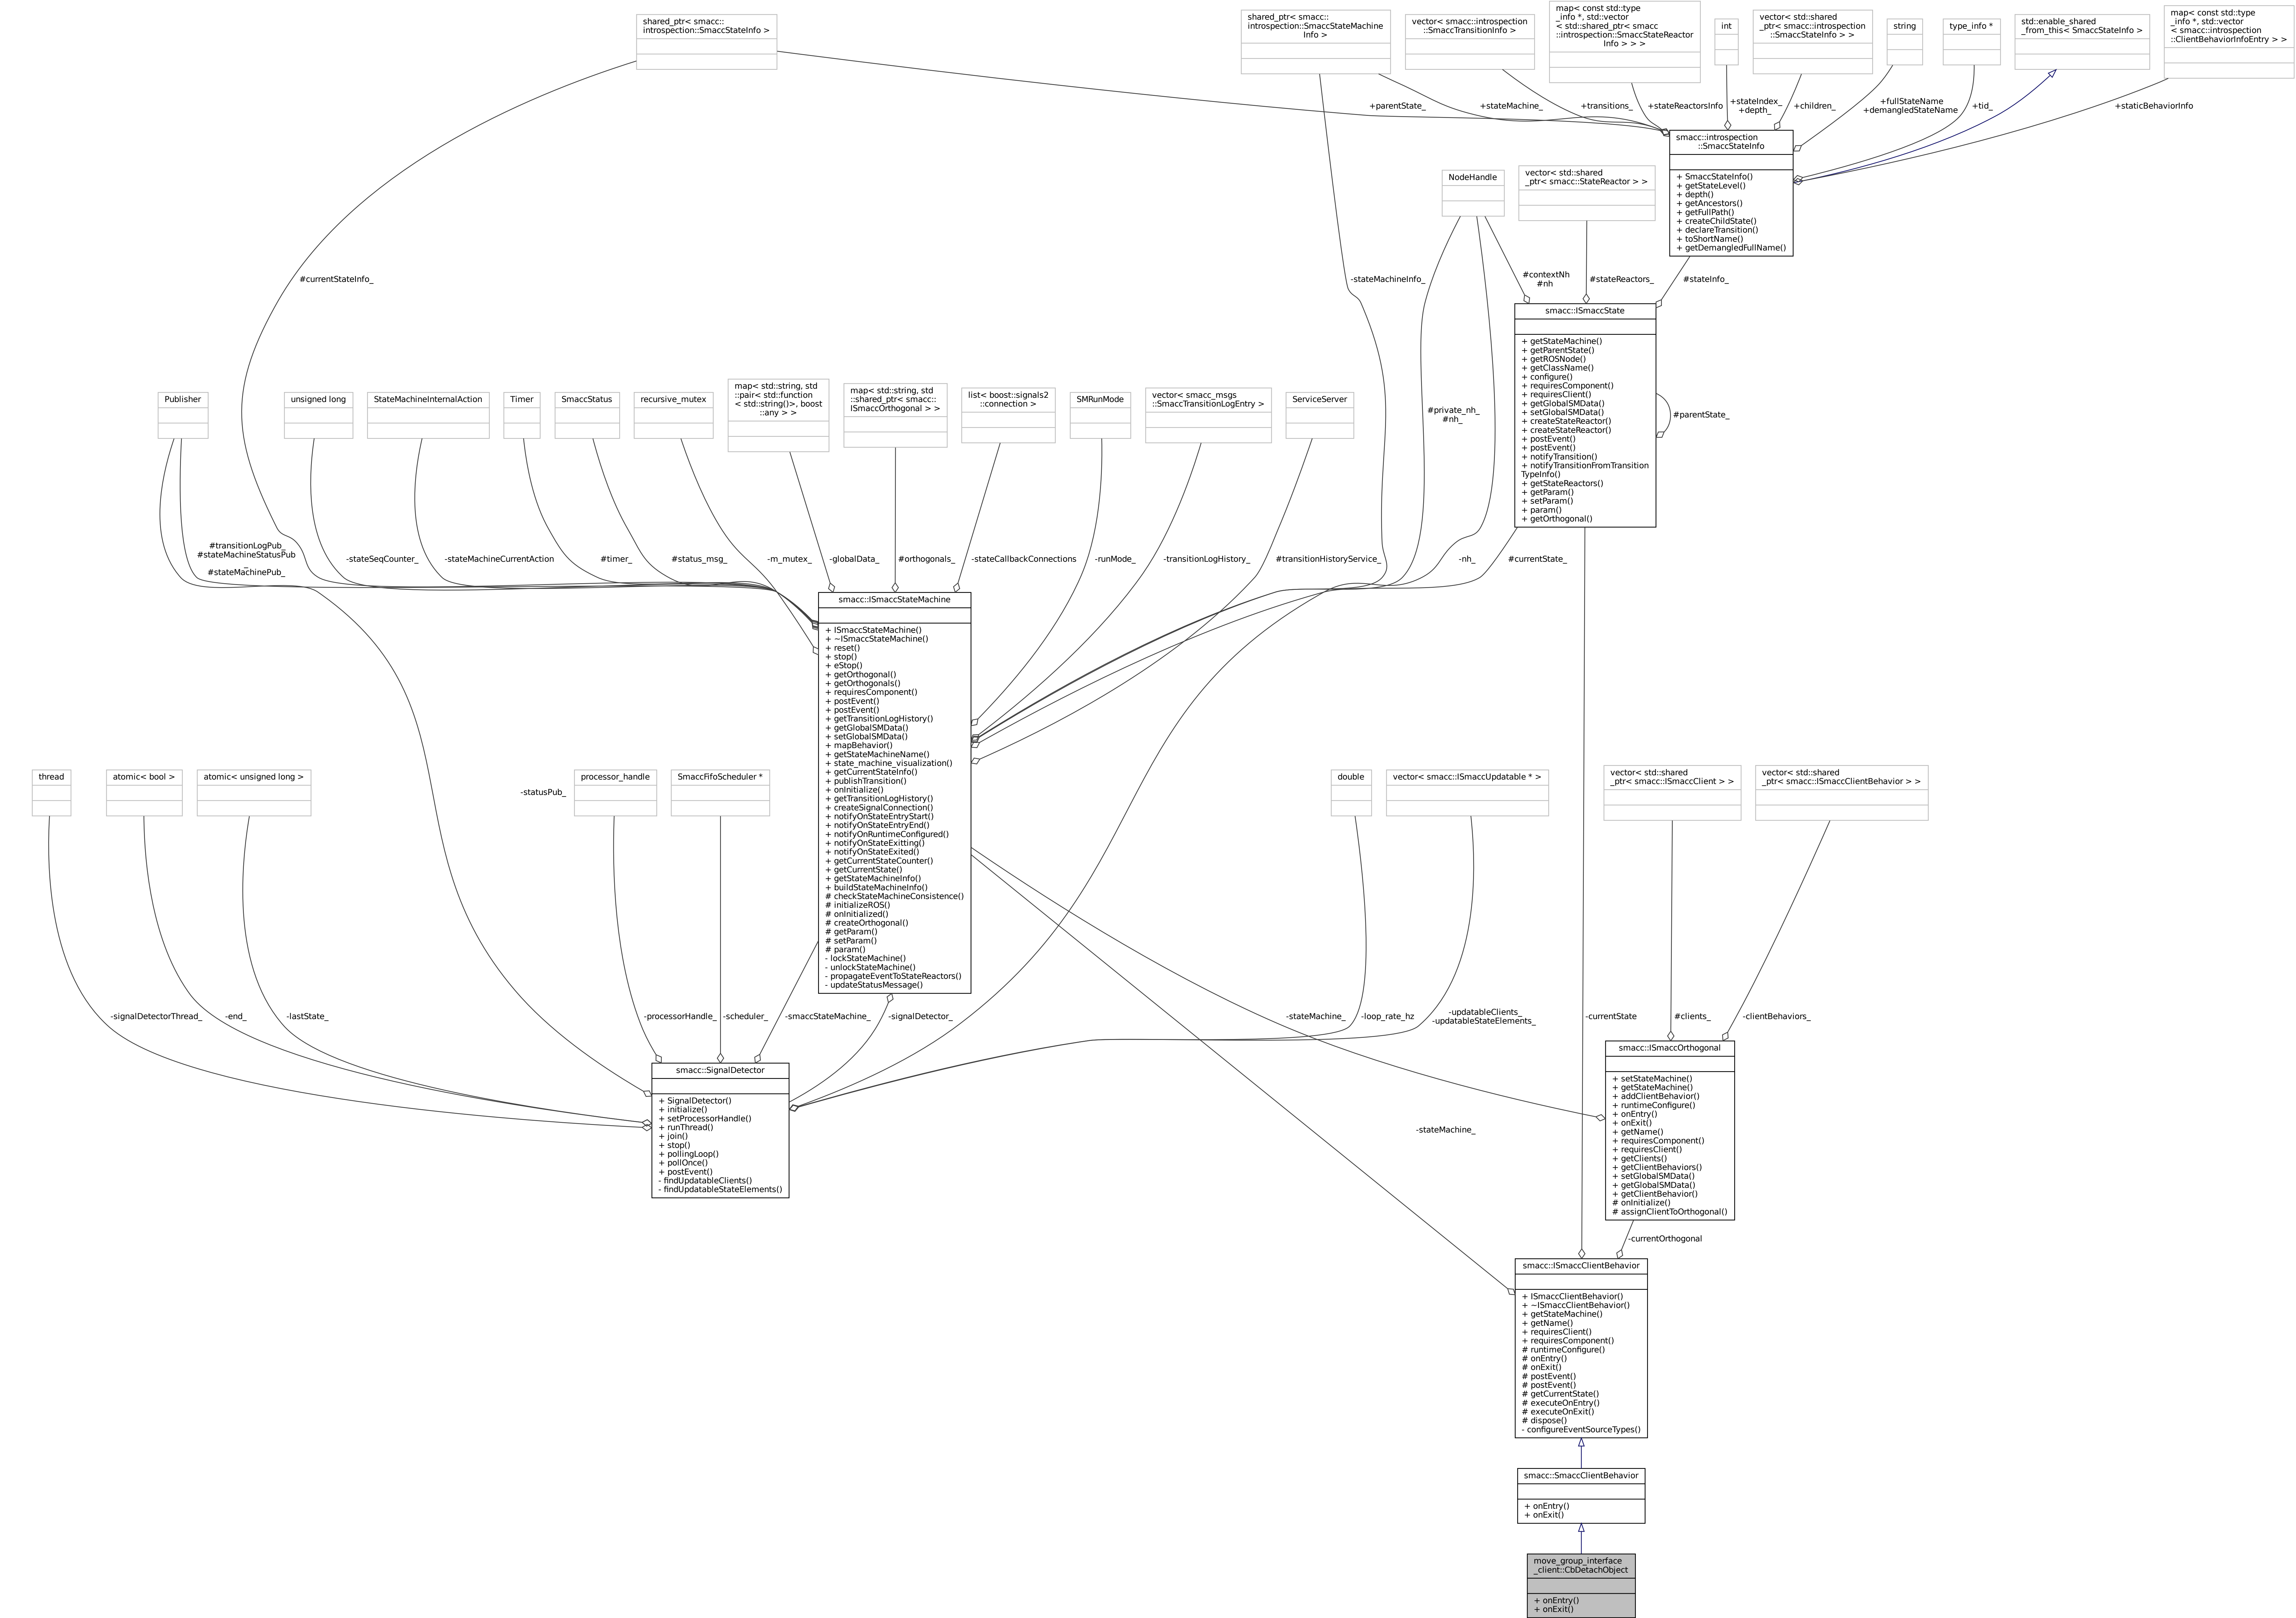 shared_ptr< smacc::
introspection::SmaccStateInfo >
shared_ptr< smacc::
introspection::SmaccStateMachine
Info >
vector< smacc::introspection
::SmaccTransitionInfo >
map< const std::type
_info *, std::vector
< std::shared_ptr< smacc
::introspection::SmaccStateReactor
Info > > >
int
vector< std::shared
_ptr< smacc::introspection
::SmaccStateInfo > >
string
type_info *
std::enable_shared
_from_this< SmaccStateInfo >
map< const std::type
_info *, std::vector
< smacc::introspection
::ClientBehaviorInfoEntry > >
+parentState_
+stateMachine_
+transitions_
+stateReactorsInfo
+stateIndex_
+depth_
+children_
+fullStateName
+demangledStateName
+tid_
+staticBehaviorInfo
smacc::introspection
::SmaccStateInfo
+ SmaccStateInfo()
+ getStateLevel()
+ depth()
+ getAncestors()
+ getFullPath()
+ createChildState()
+ declareTransition()
+ toShortName()
+ getDemangledFullName()
NodeHandle
vector< std::shared
_ptr< smacc::StateReactor > >
#currentStateInfo_
-stateMachineInfo_
#contextNh
#nh
#stateReactors_
#stateInfo_
smacc::ISmaccState
+ getStateMachine()
+ getParentState()
+ getROSNode()
+ getClassName()
+ configure()
+ requiresComponent()
+ requiresClient()
+ getGlobalSMData()
+ setGlobalSMData()
+ createStateReactor()
+ createStateReactor()
+ postEvent()
+ postEvent()
+ notifyTransition()
+ notifyTransitionFromTransition
TypeInfo()
+ getStateReactors()
+ getParam()
+ setParam()
+ param()
+ getOrthogonal()
#parentState_
#private_nh_
#nh_
Publisher
unsigned long
StateMachineInternalAction
Timer
SmaccStatus
recursive_mutex
map< std::string, std
::pair< std::function
< std::string()>, boost
::any > >
map< std::string, std
::shared_ptr< smacc::
ISmaccOrthogonal > >
list< boost::signals2
::connection >
SMRunMode
vector< smacc_msgs
::SmaccTransitionLogEntry >
ServiceServer
#transitionLogPub_
#stateMachineStatusPub
_
#stateMachinePub_
-stateSeqCounter_
-stateMachineCurrentAction
#timer_
#status_msg_
-m_mutex_
-globalData_
#orthogonals_
-stateCallbackConnections
-runMode_
-transitionLogHistory_
#transitionHistoryService_
-nh_
#currentState_
smacc::ISmaccStateMachine
+ ISmaccStateMachine()
+ ~ISmaccStateMachine()
+ reset()
+ stop()
+ eStop()
+ getOrthogonal()
+ getOrthogonals()
+ requiresComponent()
+ postEvent()
+ postEvent()
+ getTransitionLogHistory()
+ getGlobalSMData()
+ setGlobalSMData()
+ mapBehavior()
+ getStateMachineName()
+ state_machine_visualization()
+ getCurrentStateInfo()
+ publishTransition()
+ onInitialize()
+ getTransitionLogHistory()
+ createSignalConnection()
+ notifyOnStateEntryStart()
+ notifyOnStateEntryEnd()
+ notifyOnRuntimeConfigured()
+ notifyOnStateExitting()
+ notifyOnStateExited()
+ getCurrentStateCounter()
+ getCurrentState()
+ getStateMachineInfo()
+ buildStateMachineInfo()
# checkStateMachineConsistence()
# initializeROS()
# onInitialized()
# createOrthogonal()
# getParam()
# setParam()
# param()
- lockStateMachine()
- unlockStateMachine()
- propagateEventToStateReactors()
- updateStatusMessage()
thread
atomic< bool >
atomic< unsigned long >
-statusPub_
processor_handle
SmaccFifoScheduler *
double
vector< smacc::ISmaccUpdatable * >
vector< std::shared
_ptr< smacc::ISmaccClient > >
vector< std::shared
_ptr< smacc::ISmaccClientBehavior > >
-signalDetectorThread_
-end_
-lastState_
-processorHandle_
-scheduler_
-smaccStateMachine_
-signalDetector_
-stateMachine_
-loop_rate_hz
-updatableClients_
-updatableStateElements_
-currentState
#clients_
-clientBehaviors_
smacc::SignalDetector
+ SignalDetector()
+ initialize()
+ setProcessorHandle()
+ runThread()
+ join()
+ stop()
+ pollingLoop()
+ pollOnce()
+ postEvent()
- findUpdatableClients()
- findUpdatableStateElements()
smacc::ISmaccOrthogonal
+ setStateMachine()
+ getStateMachine()
+ addClientBehavior()
+ runtimeConfigure()
+ onEntry()
+ onExit()
+ getName()
+ requiresComponent()
+ requiresClient()
+ getClients()
+ getClientBehaviors()
+ setGlobalSMData()
+ getGlobalSMData()
+ getClientBehavior()
# onInitialize()
# assignClientToOrthogonal()
-stateMachine_
-currentOrthogonal
smacc::ISmaccClientBehavior
+ ISmaccClientBehavior()
+ ~ISmaccClientBehavior()
+ getStateMachine()
+ getName()
+ requiresClient()
+ requiresComponent()
# runtimeConfigure()
# onEntry()
# onExit()
# postEvent()
# postEvent()
# getCurrentState()
# executeOnEntry()
# executeOnExit()
# dispose()
- configureEventSourceTypes()
smacc::SmaccClientBehavior
+ onEntry()
+ onExit()
move_group_interface
_client::CbDetachObject
+ onEntry()
+ onExit()